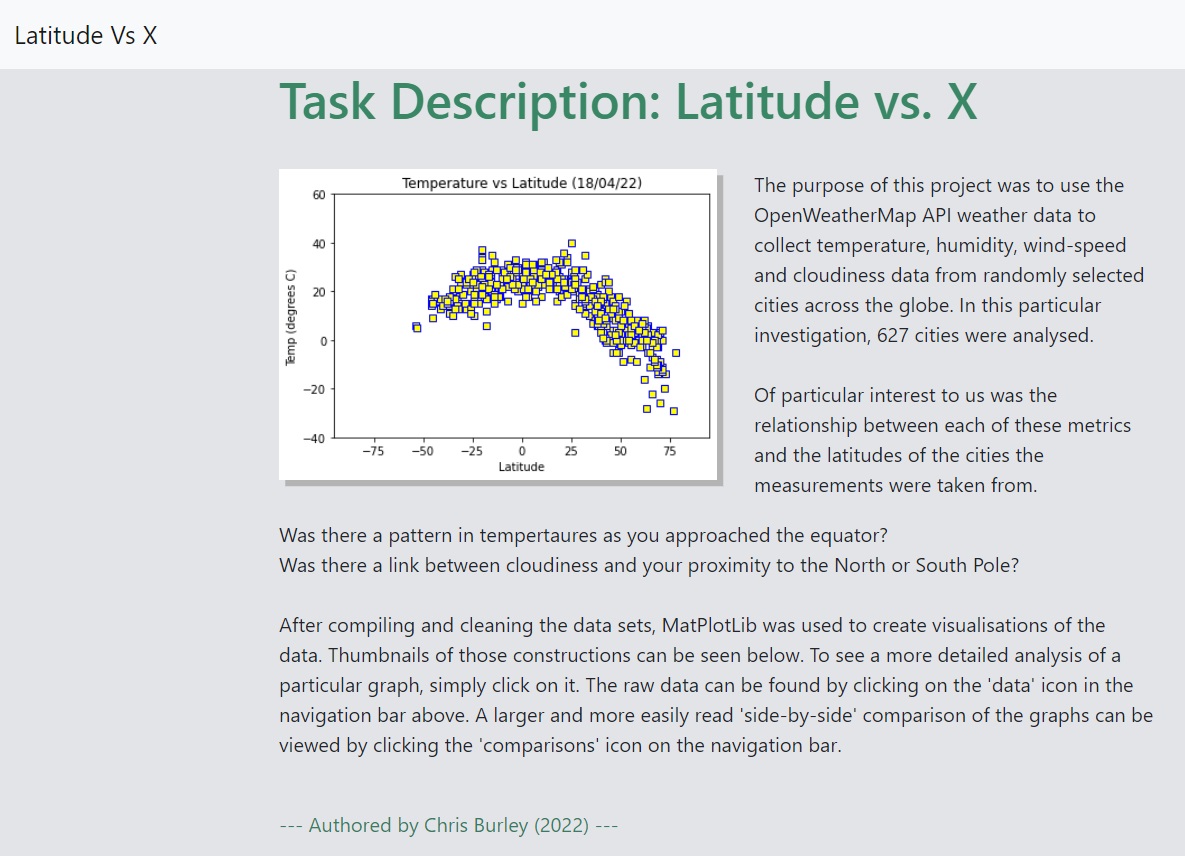 Latitude Vs X
Task Description: Latitude vs. X
Temperature vs Latitude (18/04/22)
60
40
20
0
−20
−40
Temp (degrees C)
−75
−50
−25
0
25
50
75
Latitude
The purpose of this project was to use the
OpenWeatherMap API weather data to
collect temperature, humidity, wind-speed
and cloudiness data from randomly selected
cities across the globe. In this particular
investigation, 627 cities were analysed.
Of particular interest to us was the
relationship between each of these metrics
and the latitudes of the cities the
measurements were taken from.
Was there a pattern in tempertaures as you approached the equator?
Was there a link between cloudiness and your proximity to the North or South Pole?
After compiling and cleaning the data sets, MatPlotLib was used to create visualisations of the
data. Thumbnails of those constructions can be seen below. To see a more detailed analysis of a
particular graph, simply click on it. The raw data can be found by clicking on the 'data' icon in the
navigation bar above. A larger and more easily read 'side-by-side' comparison of the graphs can be
viewed by clicking the 'comparisons' icon on the navigation bar.
--- Authored by Chris Burley (2022) ---